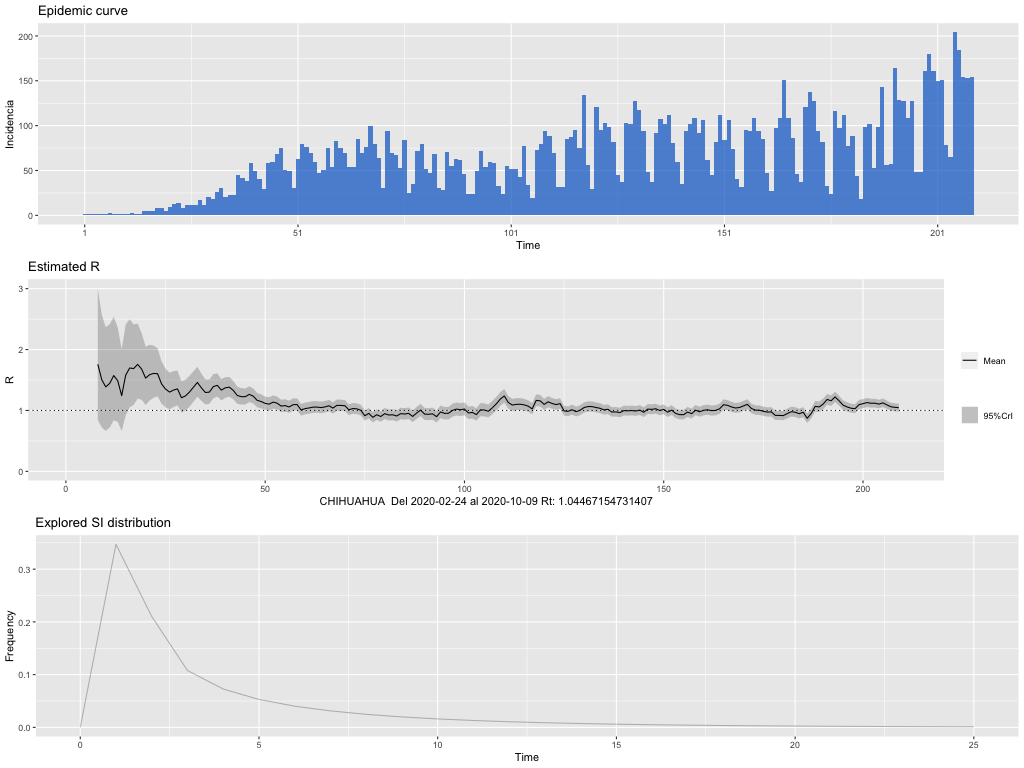 Epidemic curve
200
150
100
50
0
Incidencia
1 51 101 151 201
Time
Estimated R
3
2
1
0
R
Mean
95%CrI
0 50 100 150 200
CHIHUAHUA Del 2020-02-24 al 2020-10-09 Rt: 1.04467154731407
Explored SI distribution
0.3
0.2
0.1
0.0
Frequency
0 5 10 15 20 25
Time